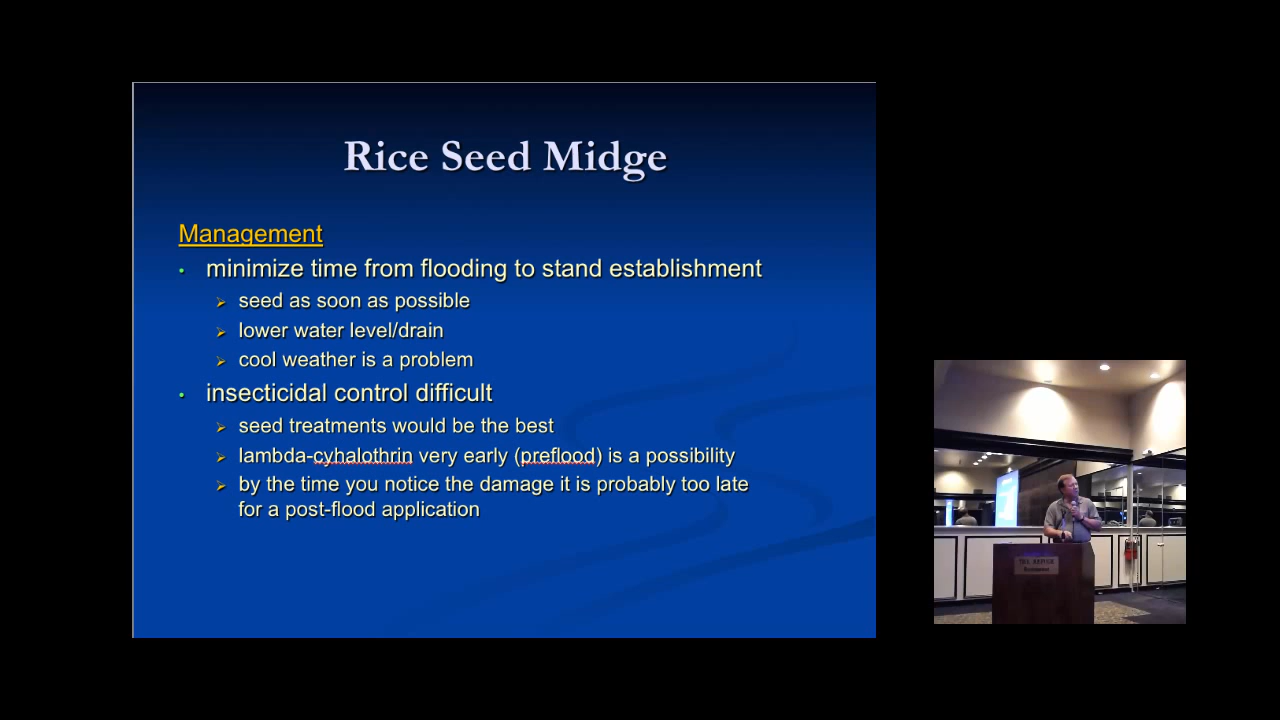 Rice Seed Midge
Management
• minimize time from flooding to stand establishment
➢ seed as soon as possible
➢ lower water level/drain
➢ cool weather is a problem
• insecticidal control difficult
➢ seed treatments would be the best
➢ lambda-cyhalothrin very early (preflood) is a possibility
➢ by the time you notice the damage it is probably too late
for a post-flood application